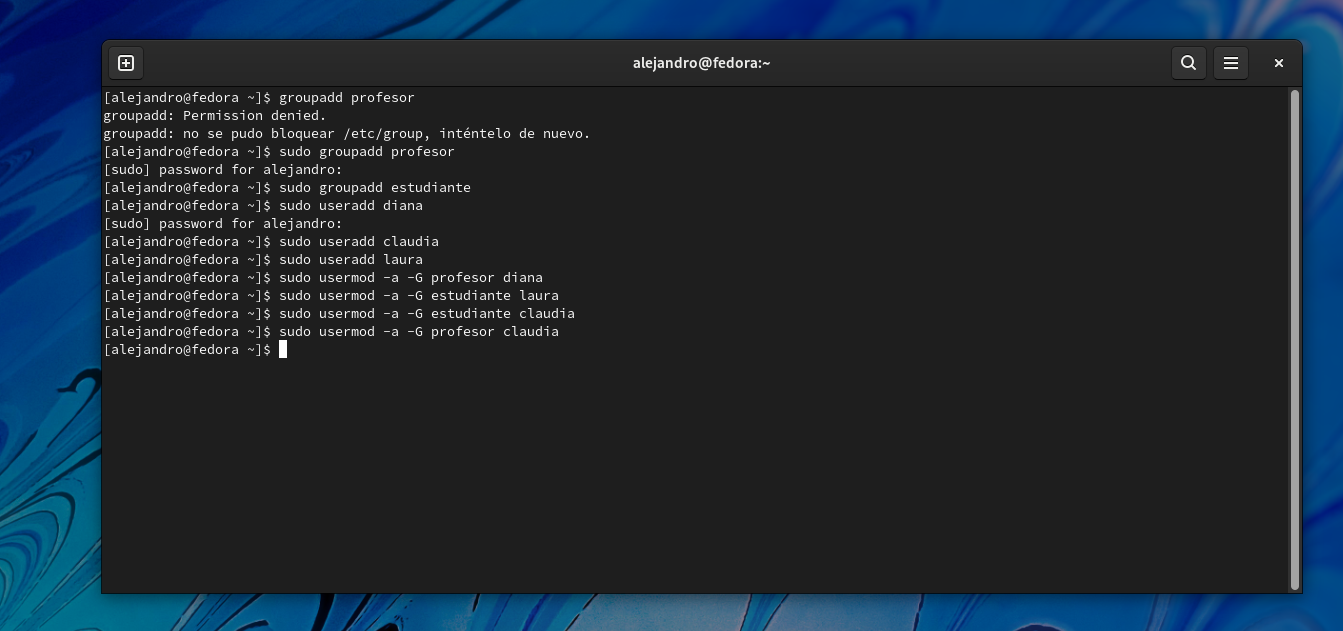 alejandro@fedora:~
[alejandro@fedora ~]$ groupadd profesor
groupadd: Permission denied.
groupadd: no se pudo bloquear /etc/group, inténtelo de nuevo.
[alejandro@fedora ~]$ sudo groupadd profesor
[sudo] password for alejandro:
[alejandro@fedora ~]$ sudo groupadd estudiante
[alejandro@fedora ~]$ sudo useradd diana
[sudo] password for alejandro:
[alejandro@fedora ~]$ sudo useradd claudia
[alejandro@fedora ~]$ sudo useradd laura
[alejandro@fedora ~]$ sudo usermod -a -G profesor diana
[alejandro@fedora ~]$ sudo usermod -a -G estudiante laura
[alejandro@fedora ~]$ sudo usermod -a -G estudiante claudia
[alejandro@fedora ~]$ sudo usermod -a -G profesor claudia
[alejandro@fedora ~]$